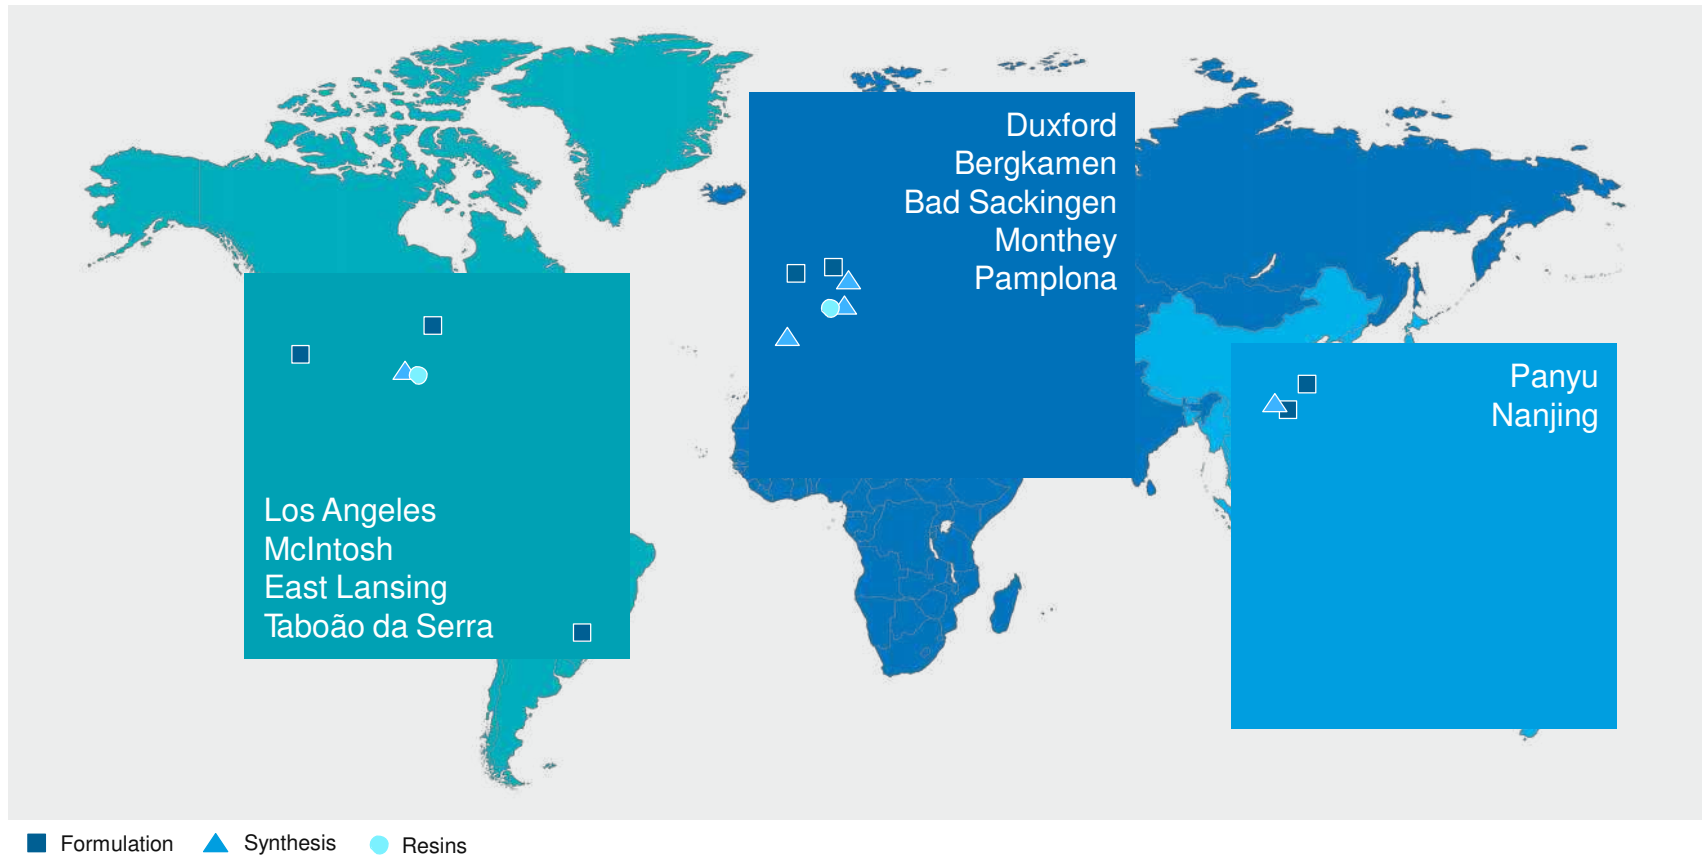 Duxford
Bergkamen
Bad Sackingen
Monthey
Pamplona
Panyu
Nanjing
Los Angeles
McIntosh
East Lansing
Taboão da Serra
Formulation
Synthesis
Resins